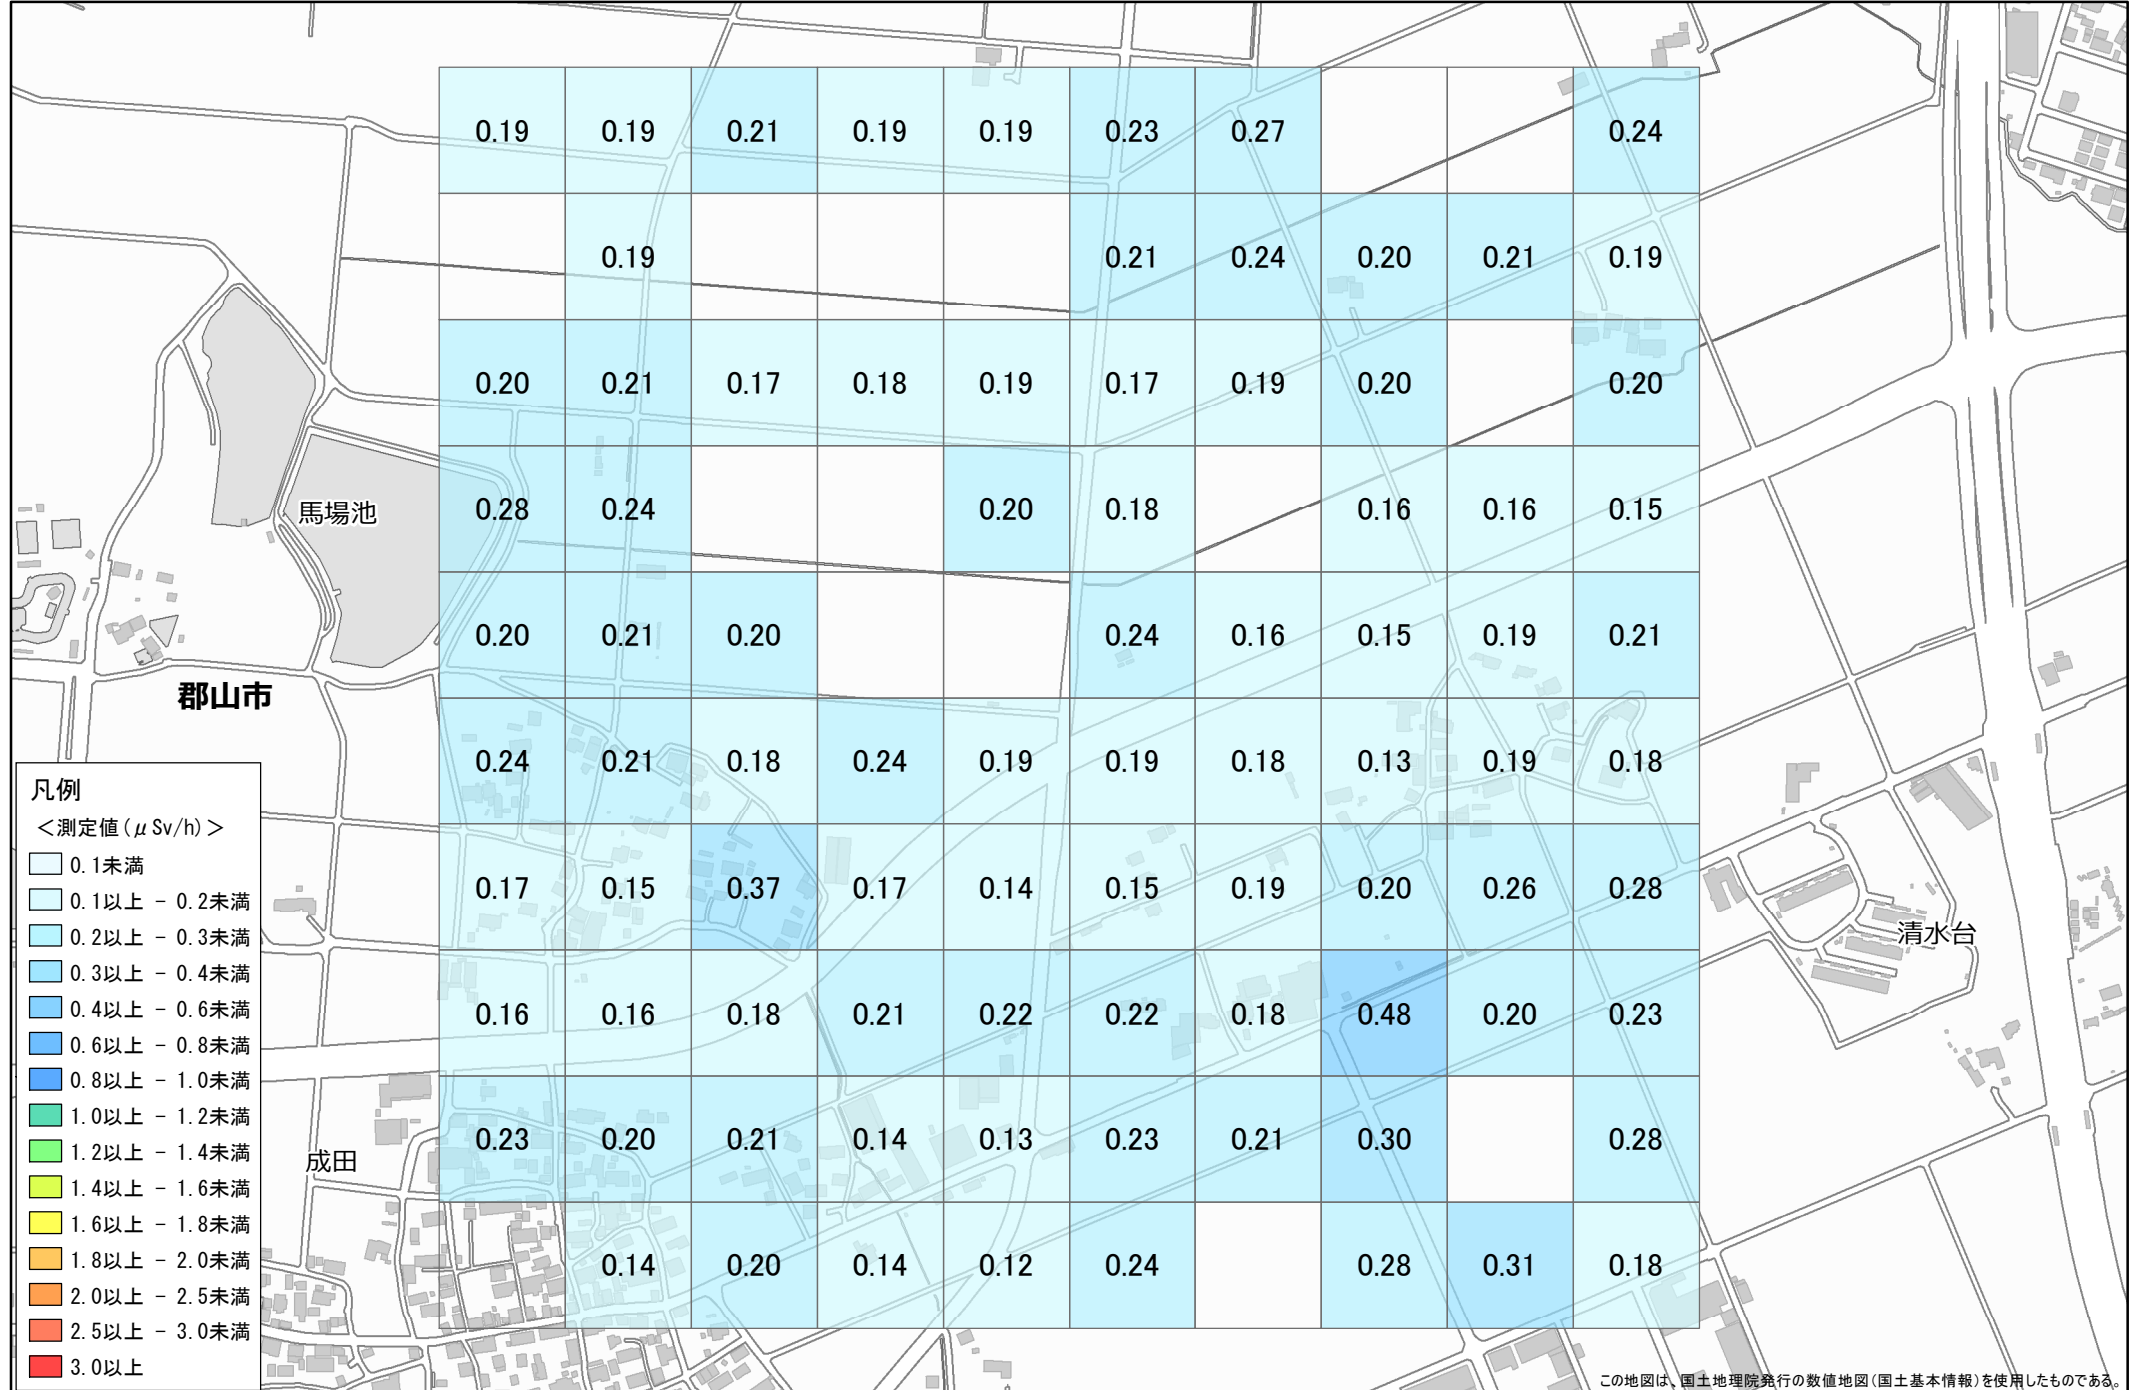 0.19 0.19 0.21 0.19 0.19 0.23 0.27 0.24
0.19 0.21 0.24 0.20 0.21 0.19
0.20 0.21 0.17 0.18 0.19 0.17 0.19 0.20 0.20
馬場池 0.28 0.24 0.20 0.18 0.16 0.16 0.15
0.20 0.21 0.20 0.24 0.16 0.15 0.19 0.21
郡山市
0.24 0.21 0.18 0.24 0.19 0.19 0.18 0.13 0.19 0.18
0.17 0.15 0.37 0.17 0.14 0.15 0.19 0.20 0.26 0.28
清水台
0.16 0.16 0.18 0.21 0.22 0.22 0.18 0.48 0.20 0.23
0.23 0.20 0.21 0.14 0.13 0.23 0.21 0.30 0.28
成田
0.14 0.20 0.14 0.12 0.24 0.28 0.31 0.18
凡例
＜測定値(μSv/h)＞
0.1未満
0.1以上 - 0.2未満
0.2以上 - 0.3未満
0.3以上 - 0.4未満
0.4以上 - 0.6未満
0.6以上 - 0.8未満
0.8以上 - 1.0未満
1.0以上 - 1.2未満
1.2以上 - 1.4未満
1.4以上 - 1.6未満
1.6以上 - 1.8未満
1.8以上 - 2.0未満
2.0以上 - 2.5未満
2.5以上 - 3.0未満
3.0以上
この地図は、国土地理院発行の数値地図(国土基本情報)を使用したものである。